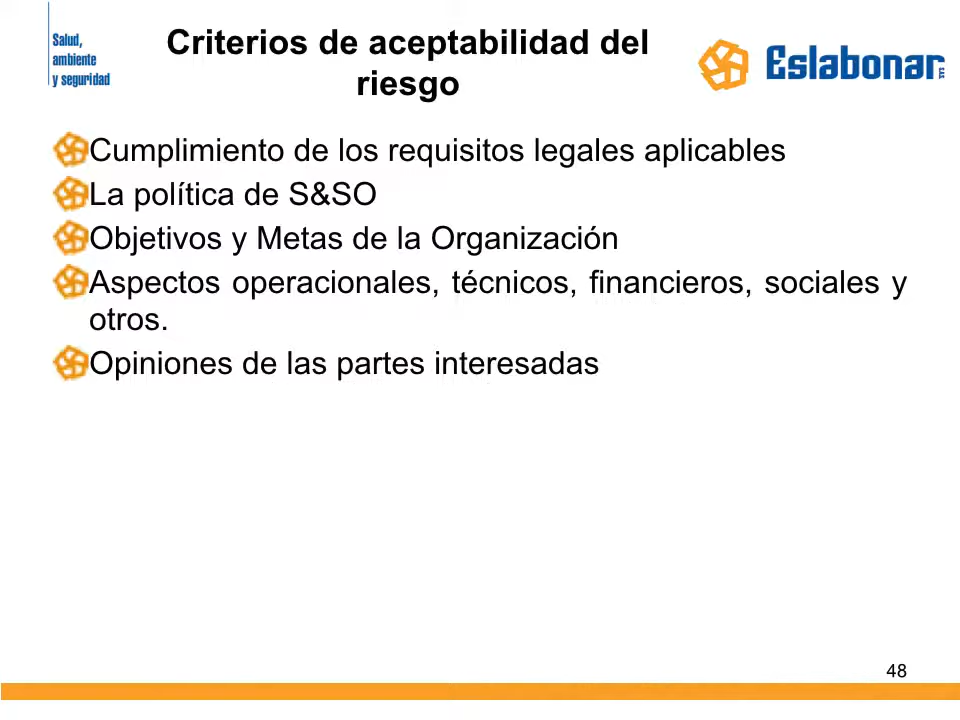 Salud,
ambiente
y seguridad
Criterios de aceptabilidad del
riesgo
Eslabonar
Cumplimiento de los requisitos legales aplicables
La política de S&SO
Objetivos y Metas de la Organización
Aspectos operacionales, técnicos, financieros, sociales y
otros.
Opiniones de las partes interesadas
48